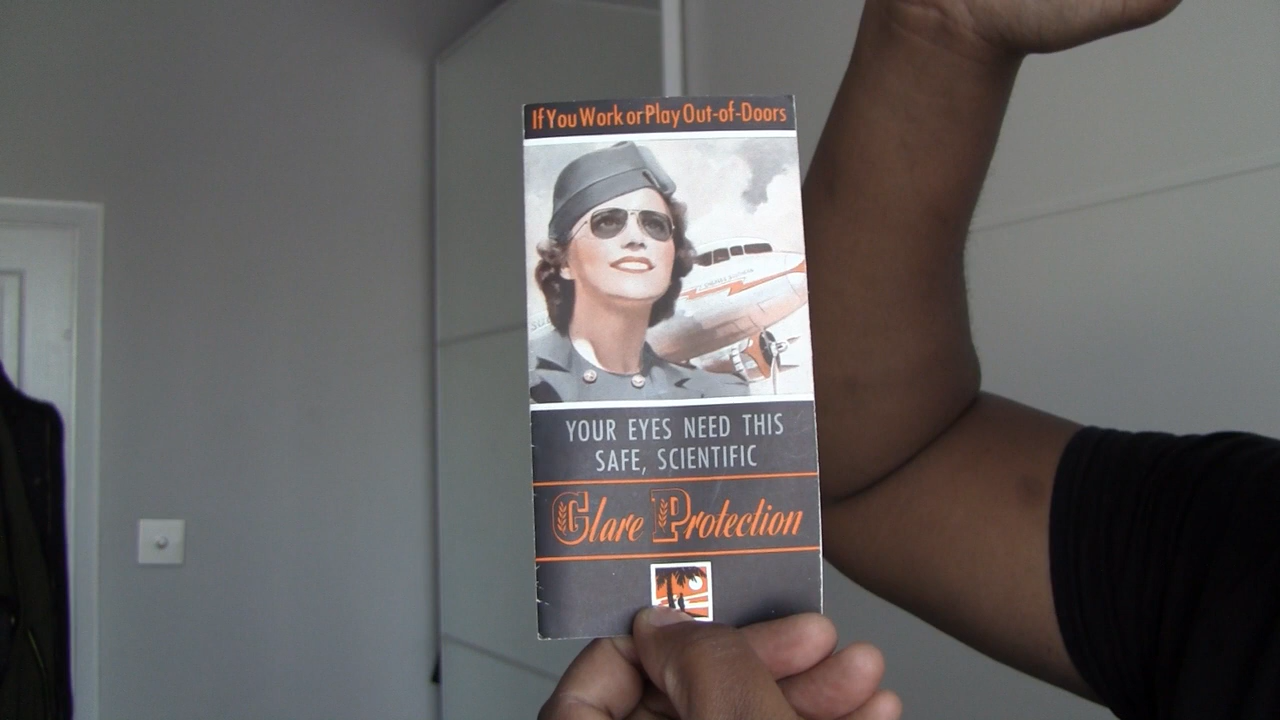 If You Work or Play Out-of-Doors
YOUR EYES NEED THIS
SAFE, SCIENTIFIC
Glare Protection